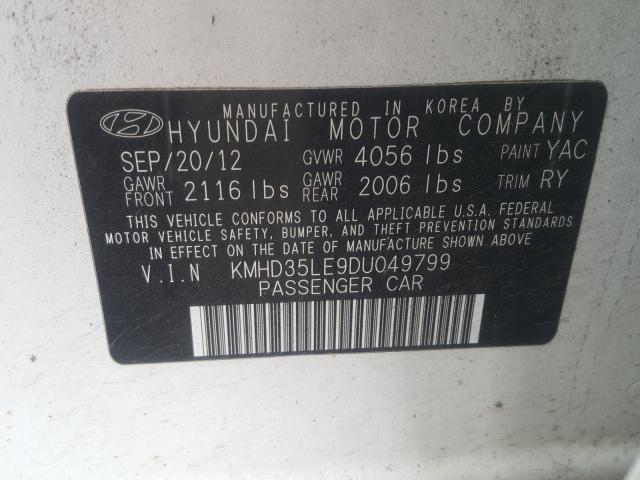 MANUFACTURED IN KOREA BY
HYUNDAI MOTOR COMPANY
SEP/20/12 GVWR 4056 lbs PAINT YAC
GAWR FRONT 2116 lbs GAWR REAR 2006 lbs TRIM RY
THIS VEHICLE CONFORMS TO ALL APPLICABLE U.S.A. FEDERAL
MOTOR VEHICLE SAFETY, BUMPER, AND THEFT PREVENTION STANDARDS
IN EFFECT ON THE DATE OF MANUFACTURE SHOWN ABOVE
V.I.N KMHD35LE9DU049799
PASSENGER CAR